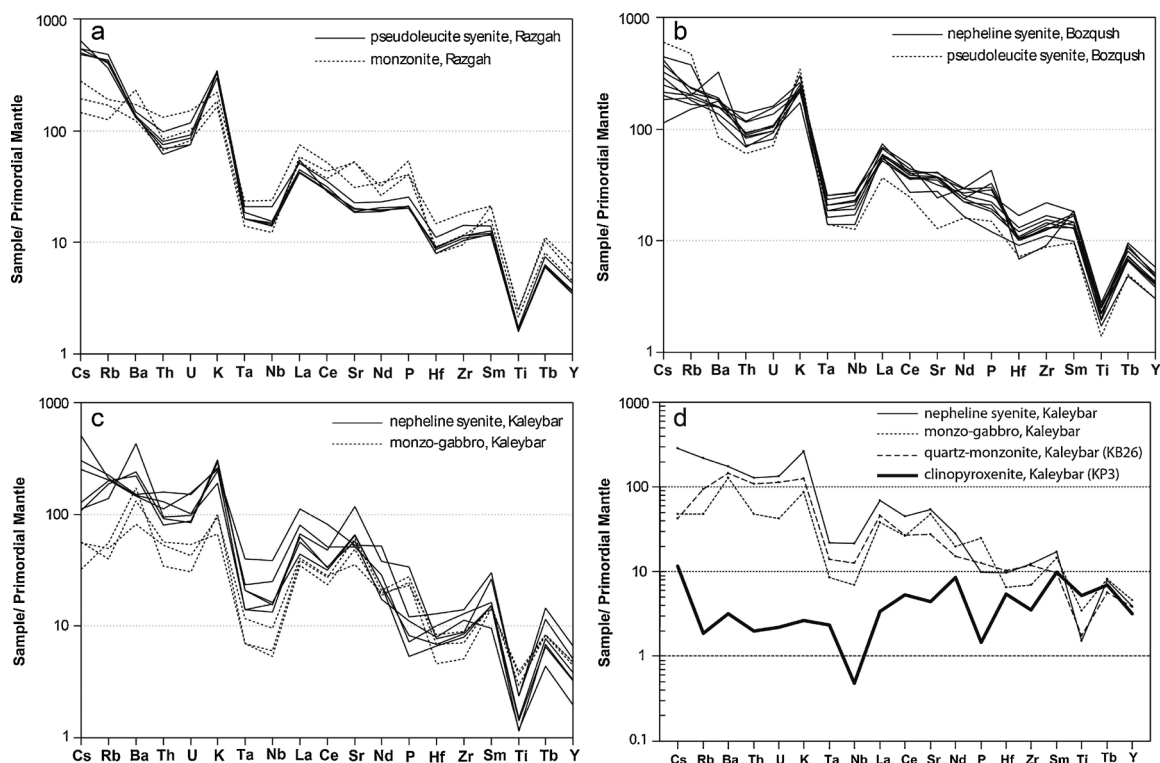 a
pseudoleucite syenite, Razgah
monzonite, Razgah
1000
100
10
1
Sample/ Primordial Mantle
Cs Rb Ba Th U K Ta Nb La Ce Sr Nd P Hf Zr Sm Ti Tb Y
b
nepheline syenite, Bozqush
pseudoleucite syenite, Bozqush
1000
100
10
1
Sample/ Primordial Mantle
Cs Rb Ba Th U K Ta Nb La Ce Sr Nd P Hf Zr Sm Ti Tb Y
c
nepheline syenite, Kaleybar
monzo-gabbro, Kaleybar
1000
100
10
1
Sample/ Primordial Mantle
Cs Rb Ba Th U K Ta Nb La Ce Sr Nd P Hf Zr Sm Ti Tb Y
d
nepheline syenite, Kaleybar
monzo-gabbro, Kaleybar
quartz-monzonite, Kaleybar (KB26)
clinopyroxenite, Kaleybar (KP3)
1000
100
10
1
0.1
Sample/ Primordial Mantle
Cs Rb Ba Th U K Ta Nb La Ce Sr Nd P Hf Zr Sm Ti Tb Y